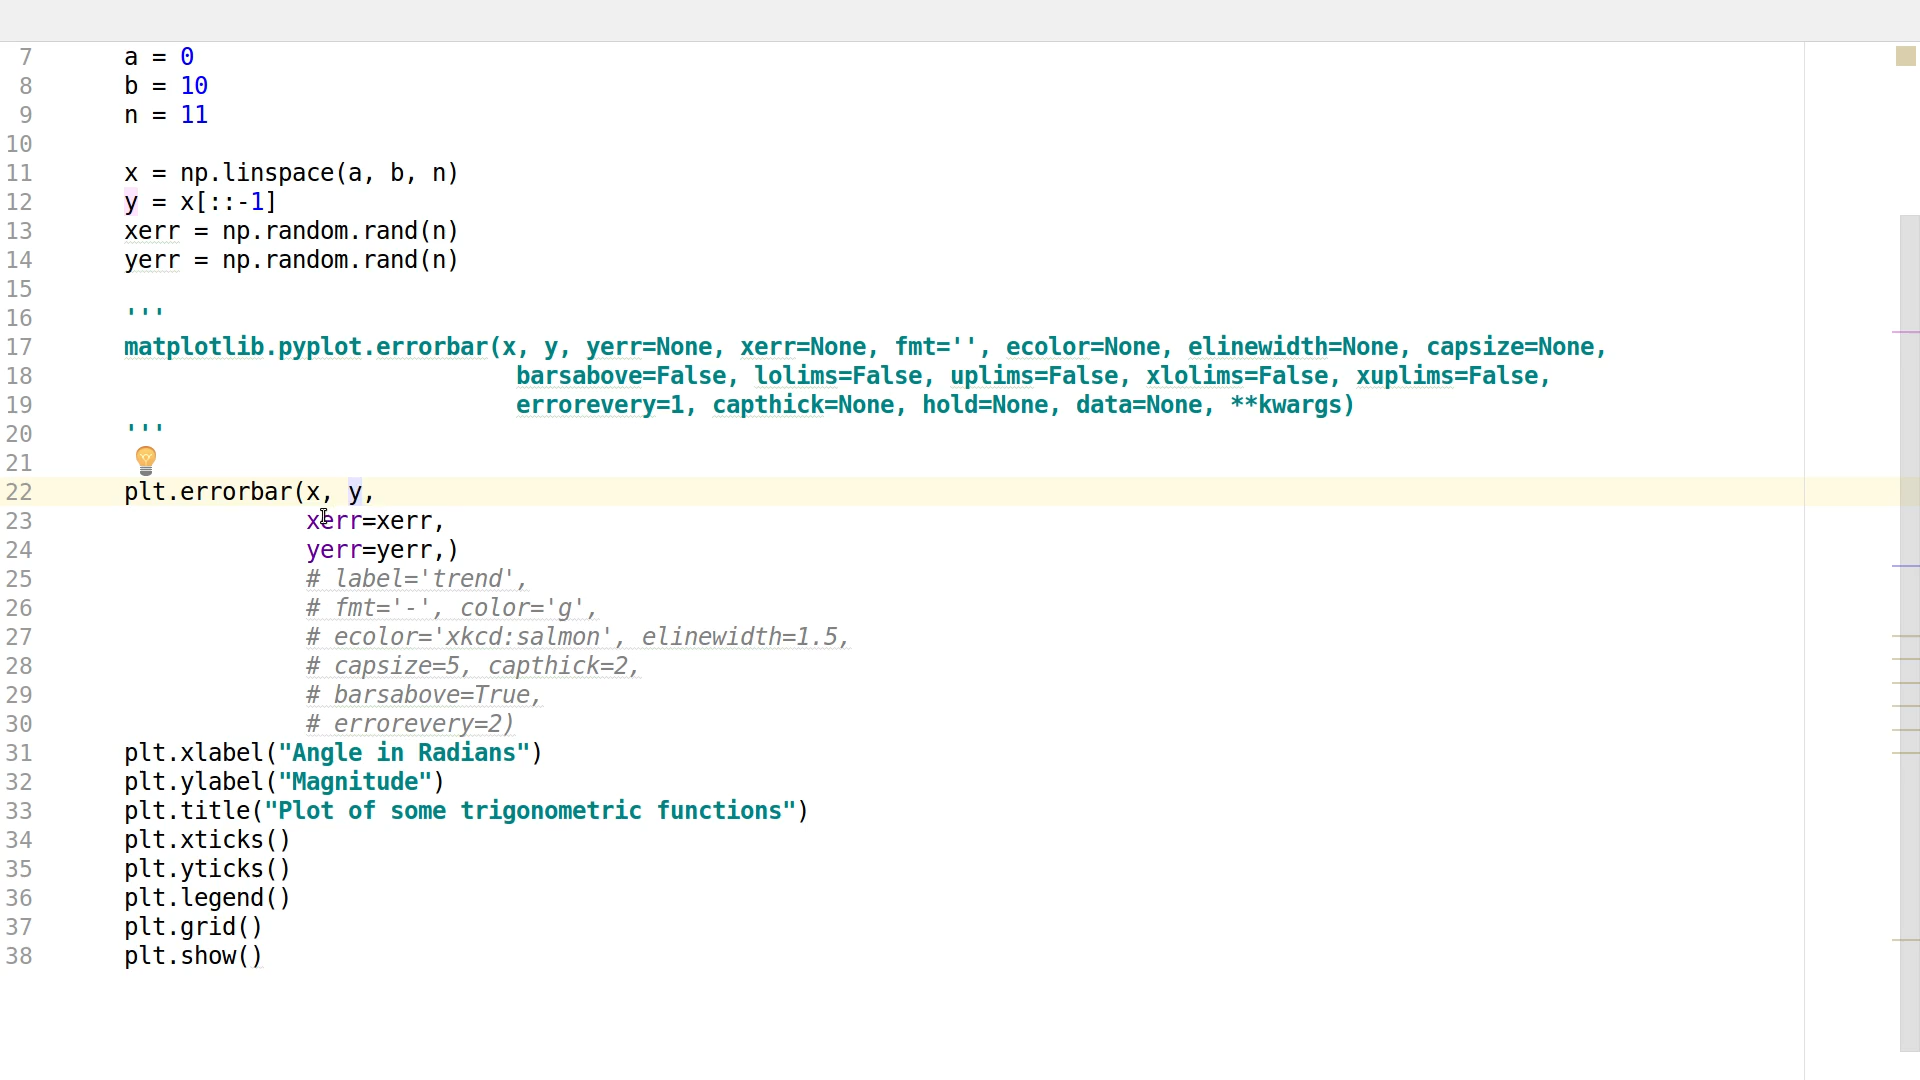 7 a = 0
8 b = 10
9 n = 11
10
11 x = np.linspace(a, b, n)
12 y = x[::-1]
13 xerr = np.random.rand(n)
14 yerr = np.random.rand(n)
15
16 '''
17 matplotlib.pyplot.errorbar(x, y, yerr=None, xerr=None, fmt='', ecolor=None, elinewidth=None, capsize=None,
18 barsabove=False, lolims=False, uplims=False, xlolims=False, xuplims=False,
19 errorevery=1, capthick=None, hold=None, data=None, **kwargs)
20 '''
21
22 plt.errorbar(x, y,
23 xerr=xerr,
24 yerr=yerr,)
25 # label='trend',
26 # fmt='-', color='g',
27 # ecolor='xkcd:salmon', elinewidth=1.5,
28 # capsize=5, capthick=2,
29 # barsabove=True,
30 # errorevery=2)
31 plt.xlabel("Angle in Radians")
32 plt.ylabel("Magnitude")
33 plt.title("Plot of some trigonometric functions")
34 plt.xticks()
35 plt.yticks()
36 plt.legend()
37 plt.grid()
38 plt.show()